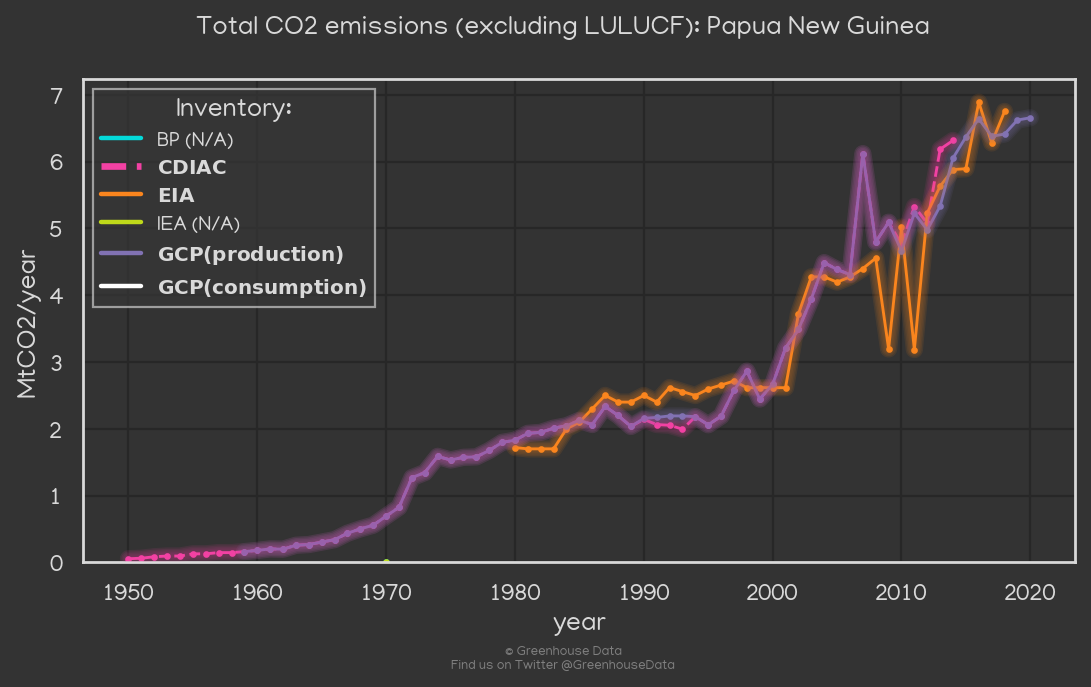 Total CO2 emissions (excluding LULUCF): Papua New Guinea
7
6
5
4
3
2
1
0
MtCO2/year
Inventory:
BP (N/A)
CDIAC
EIA
IEA (N/A)
GCP(production)
GCP(consumption)
1950 1960 1970 1980 1990 2000 2010 2020
year
© Greenhouse Data
Find us on Twitter @GreenhouseData